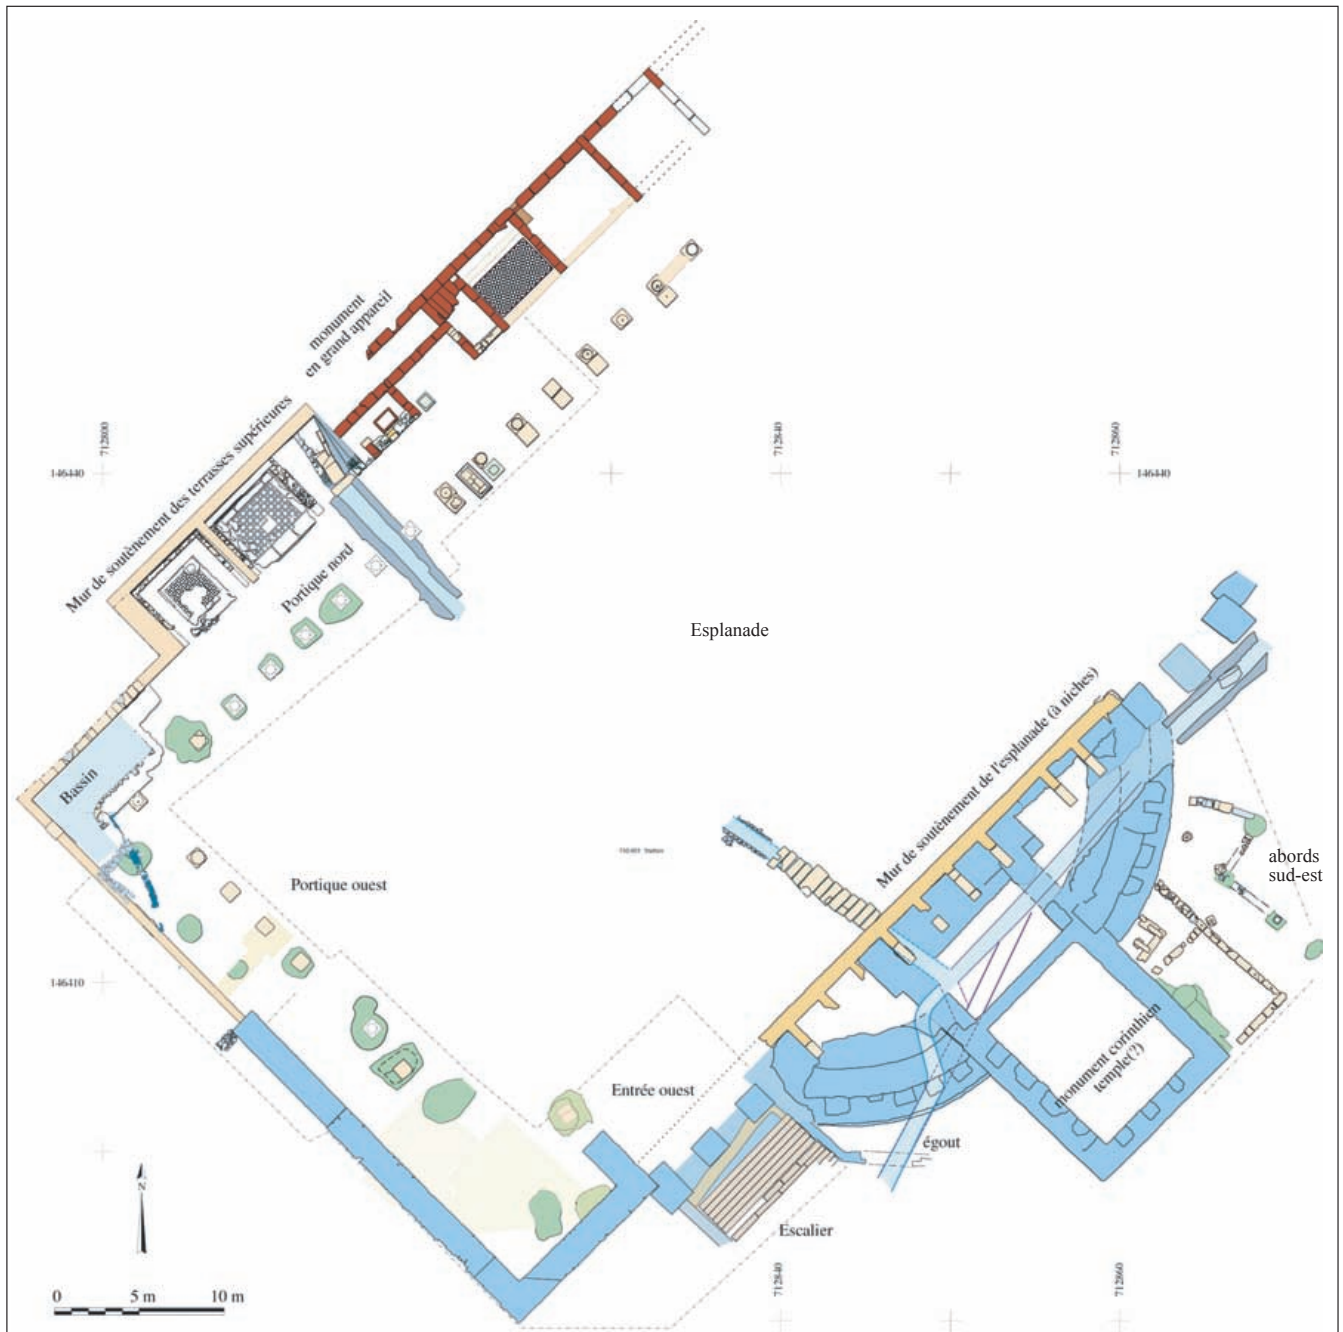 monument
en grand appareil
Mur de soutènement des terrasses supérieures
712800
712840
712860
146440
146440
Portique nord
Esplanade
Mur de soutènement de l'esplanade (à niches)
Bassin
abords
sud-est
Portique ouest
146410
monument corinthien
temple(?)
Entrée ouest
égout
N
Escalier
712840
712860
0 5 m 10 m